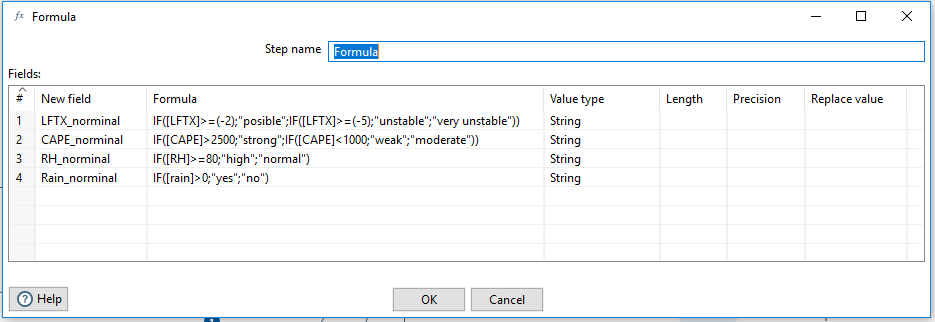 Formula
Step name Formula
Fields:
# New field Formula Value type Length Precision Replace value
1 LFTX_norminal IF([LFTX]>=(-2);"posible";IF([LFTX]>=(-5);"unstable";"very unstable")) String
2 CAPE_norminal IF([CAPE]>2500;"strong";IF([CAPE]<1000;"weak";"moderate")) String
3 RH_norminal IF([RH]>=80;"high";"normal") String
4 Rain_norminal IF([rain]>0;"yes";"no") String
Help OK Cancel